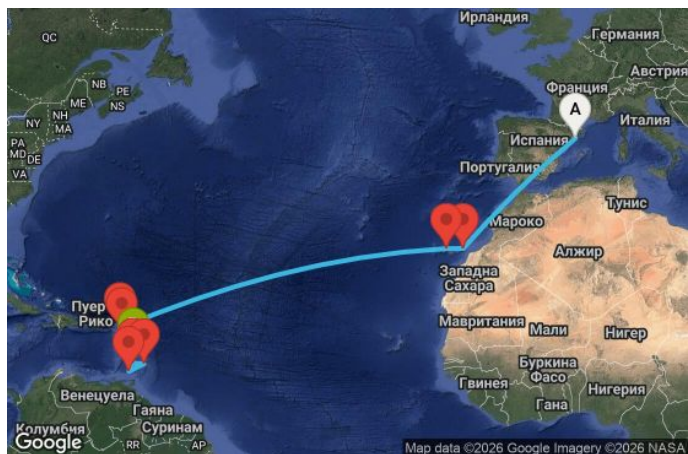 Ирландия
QC
Германия
Австрия
NB
PE
Франция
ME
NS
NH
NY
MA
A
Италия
PA
Испания
MD
DE
Португалия
VA
Тунис
Мароко
Алжир
Западна
Сахара
Пуер
Рико
Мавритания
Мали
Нигер
Буркина
Фасо
Венецуела
Гвинея
Нигерия
Гаяна
Гана
Колумбия
Суринам
RR
AP
Google
Map data ©2026 Google Imagery ©2026 NASA